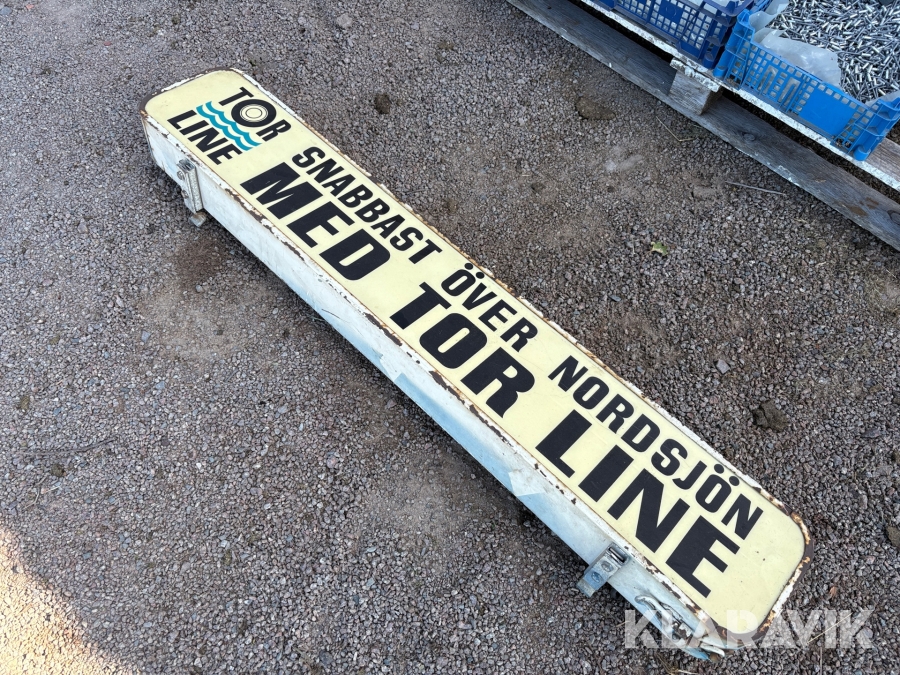 TOR
LINE
SNABBAST ÖVER NORDSJÖN
MED TOR LINE
KLARAVIK